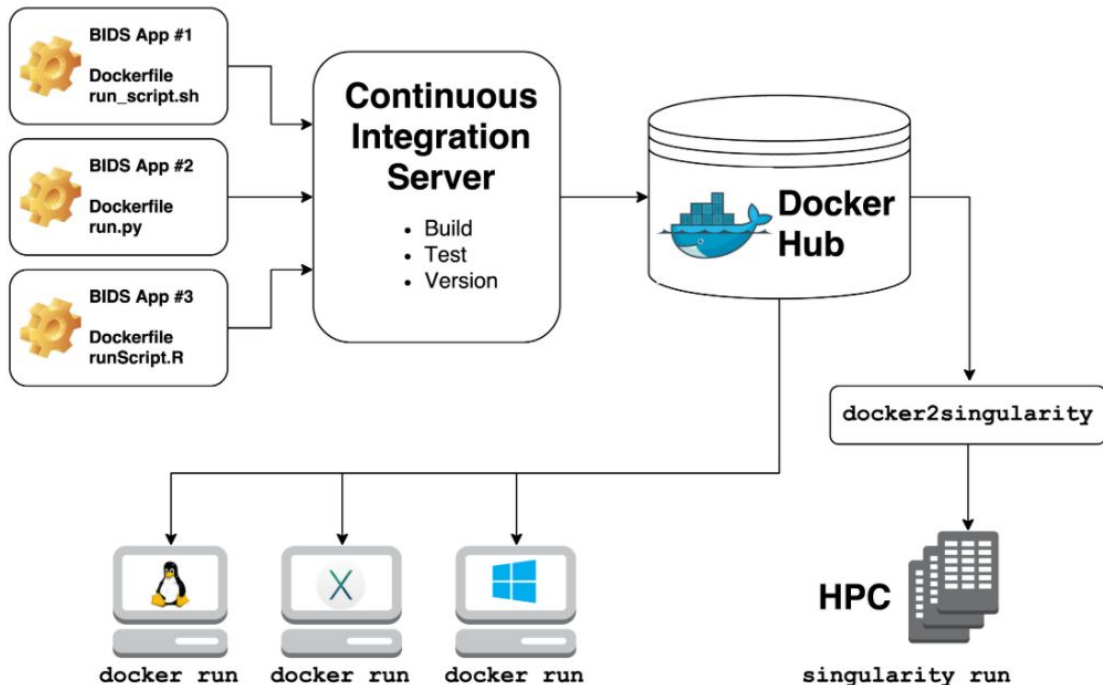 BIDS App #1
Dockerfile
run_script.sh
BIDS App #2
Dockerfile
run.py
BIDS App #3
Dockerfile
runScript.R
Continuous
Integration
Server
• Build
• Test
• Version
Docker
Hub
docker2singularity
X
HPC
docker run
docker run
docker run
singularity run